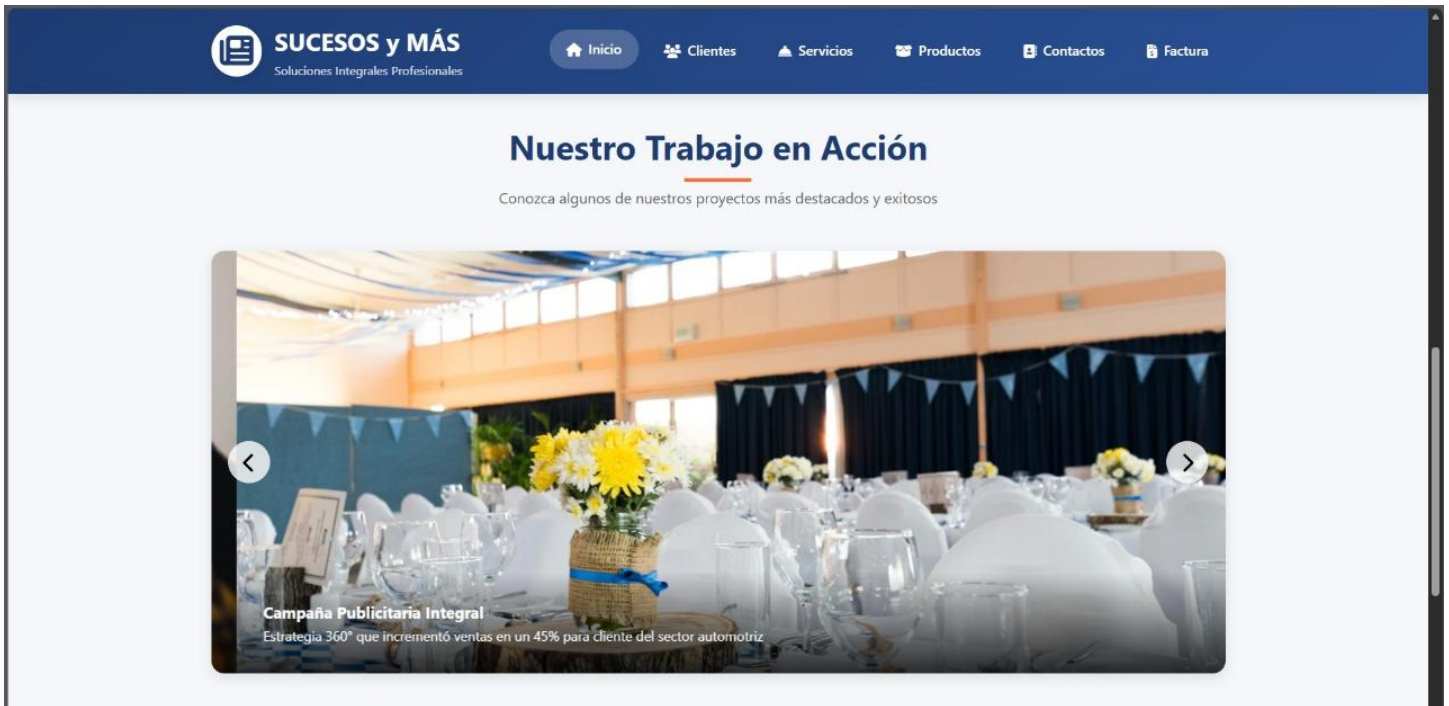 SUCESOS y MÁS
Soluciones Integrales Profesionales
Inicio
Clientes
Servicios
Productos
Contactos
Factura
Nuestro Trabajo en Acción
Conozca algunos de nuestros proyectos más destacados y exitosos
Campaña Publicitaria Integral
Estrategia 360° que incrementó ventas en un 45% para cliente del sector automotriz